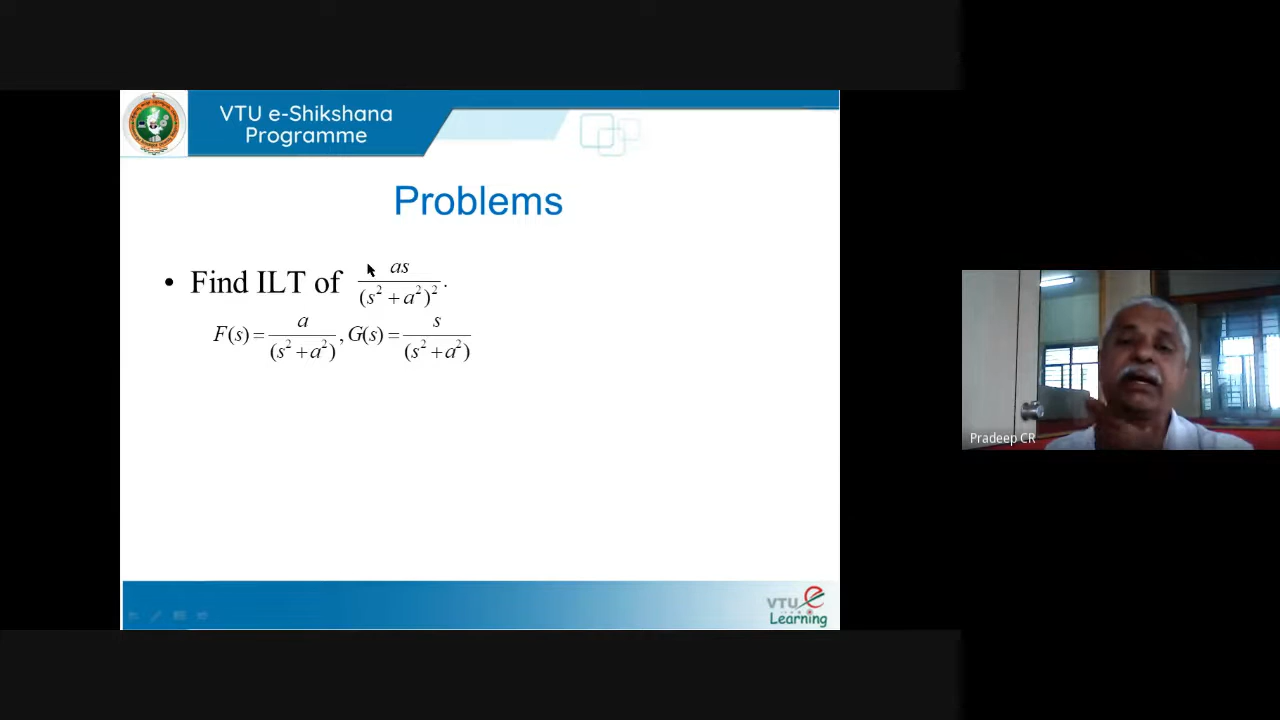 VTU e-Shikshana
Programme
Problems
• Find ILT of as/(s²+a²)².
F(s)=a/(s²+a²), G(s)=s/(s²+a²)
Pradeep CR
VTU e
Learning